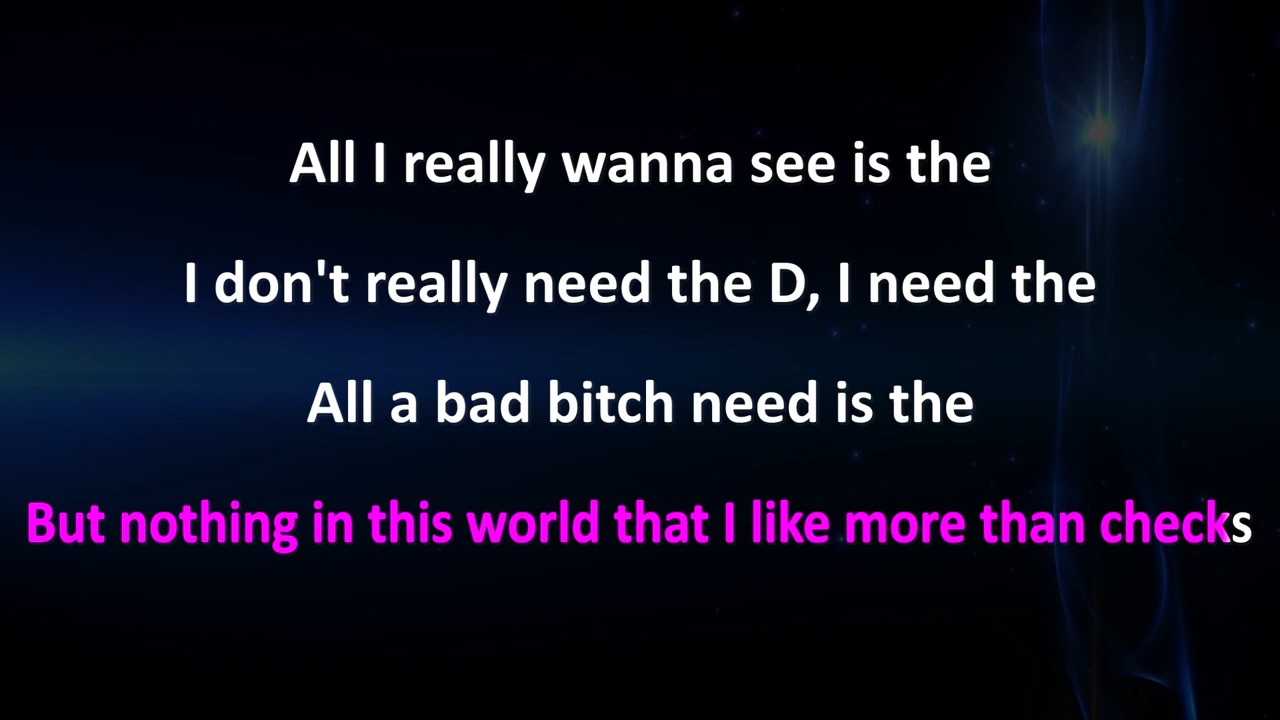 All I really wanna see is the
I don't really need the D, I need the
All a bad bitch need is the
But nothing in this world that I like more than checks